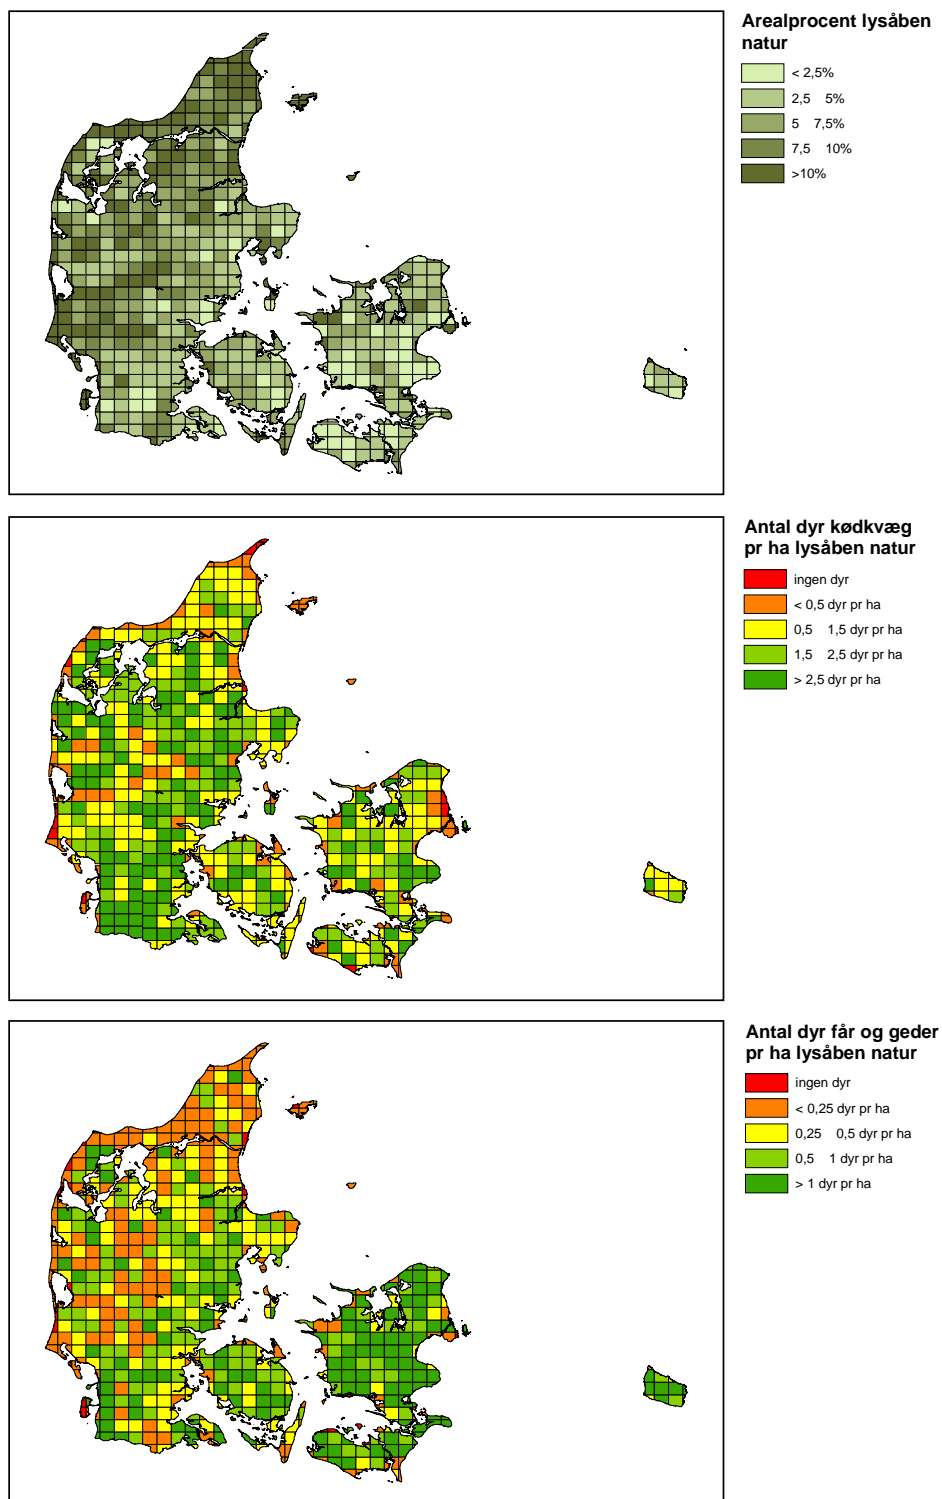 Arealprocent lysåben
natur
< 2,5%
2,5 5%
5 7,5%
7,5 10%
>10%
Antal dyr kødkvæg
pr ha lysåben natur
ingen dyr
< 0,5 dyr pr ha
0,5 1,5 dyr pr ha
1,5 2,5 dyr pr ha
> 2,5 dyr pr ha
Antal dyr får og geder
pr ha lysåben natur
ingen dyr
< 0,25 dyr pr ha
0,25 0,5 dyr pr ha
0,5 1 dyr pr ha
> 1 dyr pr ha